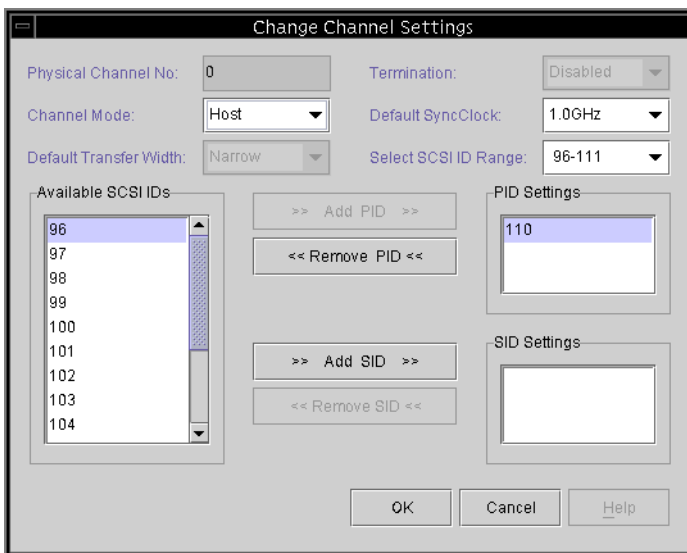 Change Channel Settings
Physical Channel No: 0 Termination: Disabled
Channel Mode: Host Default SyncClock: 1.0GHz
Default Transfer Width: Narrow Select SCSI ID Range: 96-111
Available SCSI IDs
96
97
98
99
100
101
102
103
104
>> Add PID >>
<< Remove PID <<
>> Add SID >>
<< Remove SID <<
PID Settings
110
SID Settings
OK Cancel Help